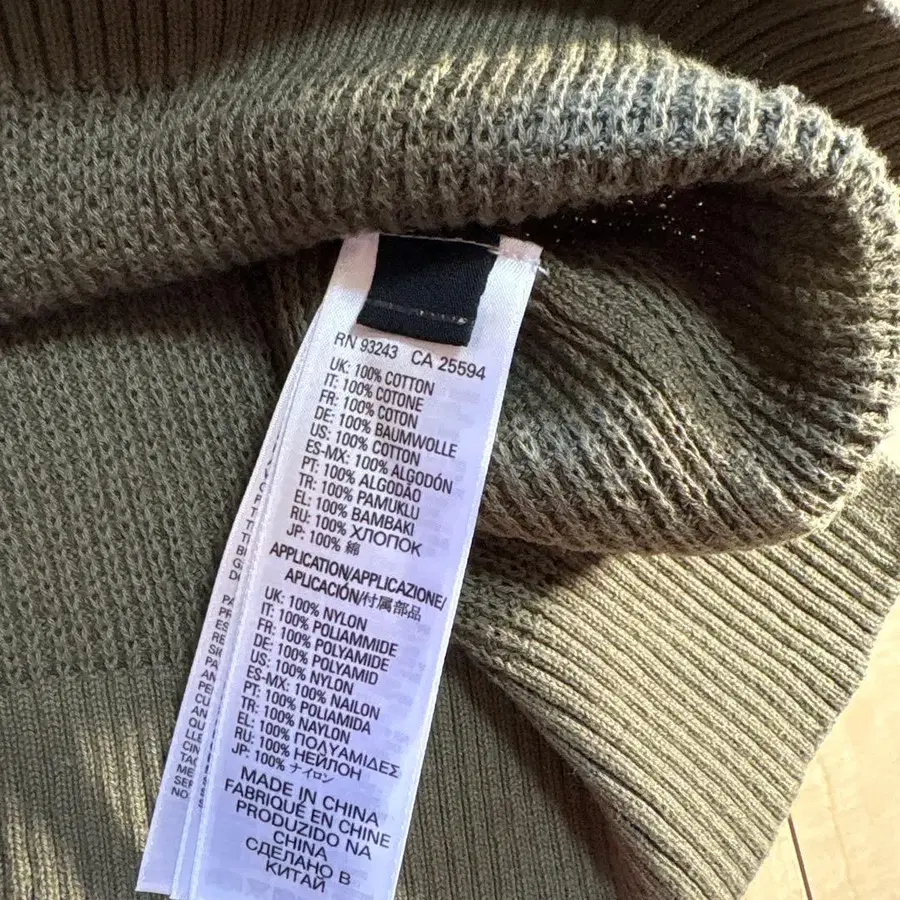 RN 93243 CA 25594
UK: 100% COTTON
IT: 100% COTONE
FR: 100% COTON
DE: 100% BAUMWOLLE
US: 100% COTTON
ES-MX: 100% ALGODÓN
PT: 100% ALGODÃO
TR: 100% PAMUKLU
EL: 100% BAMBAKI
RU: 100% ХЛОПОК
JP: 100% 綿
APPLICATION/APPLICAZIONE/
APLICACIÓN/付属部品
UK: 100% NYLON
IT: 100% POLIAMMIDE
FR: 100% POLYAMIDE
DE: 100% POLYAMID
US: 100% NYLON
ES-MX: 100% NAILON
PT: 100% POLIAMIDA
TR: 100% NAYLON
EL: 100% ΠΟΛΥΑΜΙΔΕΣ
RU: 100% НЕЙЛОН
JP: 100% ナイロン
MADE IN CHINA
FABRIQUÉ EN CHINE
PRODUZIDO NA
CHINA
СДЕЛАНО В
КИТАЙ